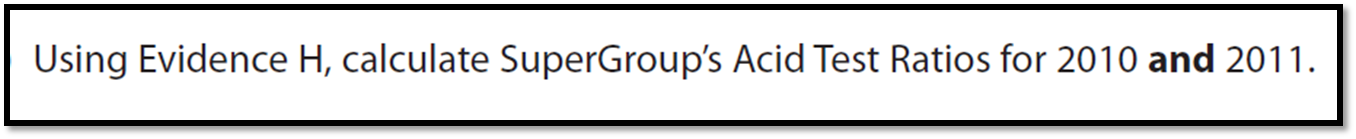 Using Evidence H, calculate SuperGroup’s Acid Test Ratios for 2010 and 2011.